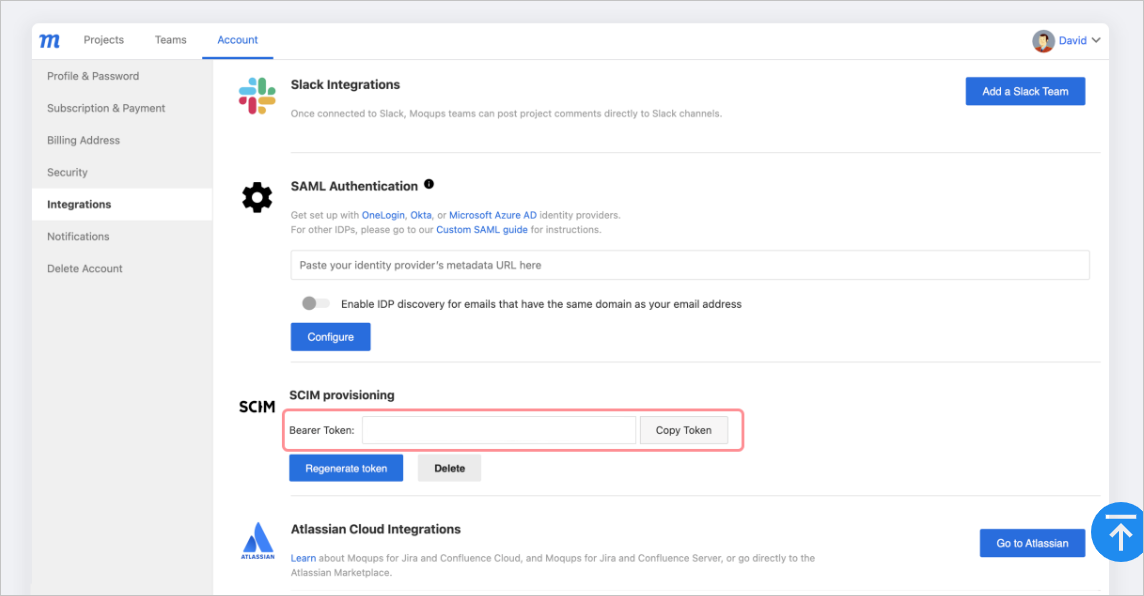 m Projects Teams Account David
Profile & Password
Subscription & Payment
Billing Address
Security
Integrations
Notifications
Delete Account
Slack Integrations
Once connected to Slack, Moqups teams can post project comments directly to Slack channels.
Add a Slack Team
SAML Authentication
Get set up with OneLogin, Okta, or Microsoft Azure AD identity providers.
For other IDPs, please go to our Custom SAML guide for instructions.
Paste your identity provider's metadata URL here
Enable IDP discovery for emails that have the same domain as your email address
Configure
SCIM
SCIM provisioning
Bearer Token: Copy Token
Regenerate token Delete
ATLASSIAN
Atlassian Cloud Integrations
Learn about Moqups for Jira and Confluence Cloud, and Moqups for Jira and Confluence Server, or go directly to the
Atlassian Marketplace.
Go to Atlassian